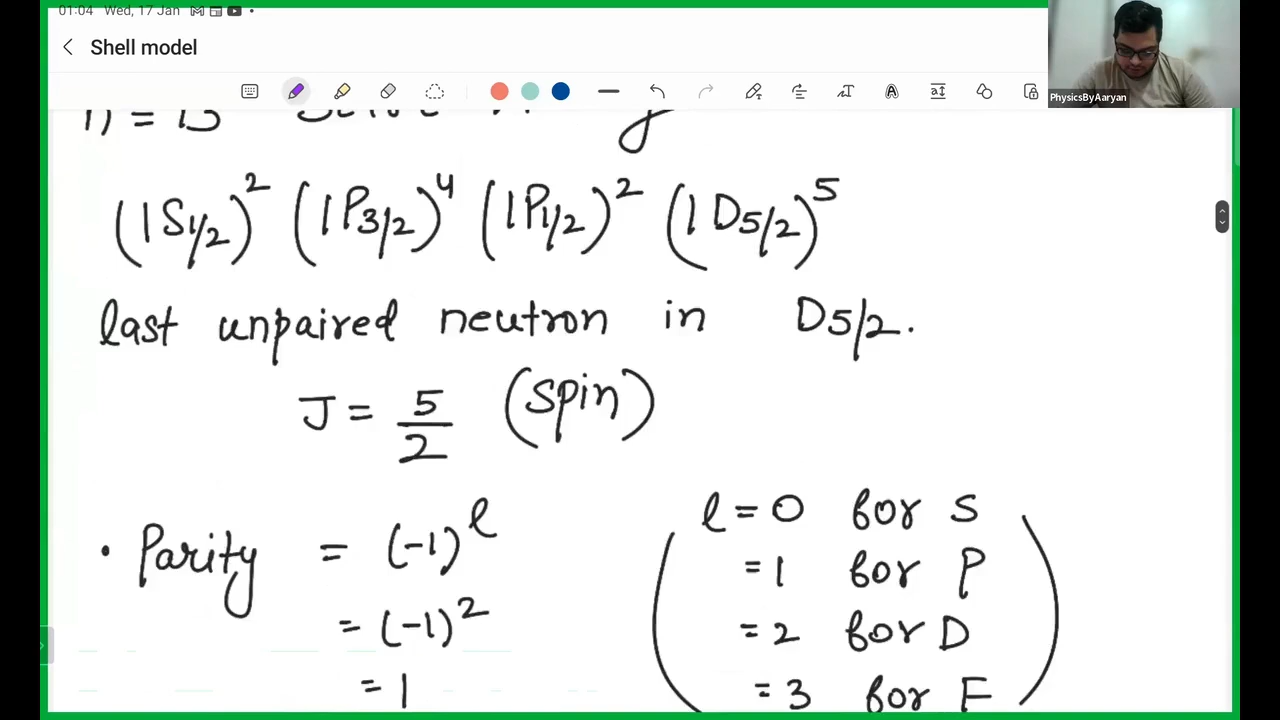 01:04 Wed, 17 Jan
Shell model
PhysicsByAaryan
n = 13
(1S1/2)^2 (1P3/2)^4 (1P1/2)^2 (1D5/2)^5
last unpaired neutron in D5/2.
J = 5/2 (spin)
• Parity = (-1)^l
= (-1)^2
= 1
l = 0 for S
= 1 for P
= 2 for D
= 3 for F